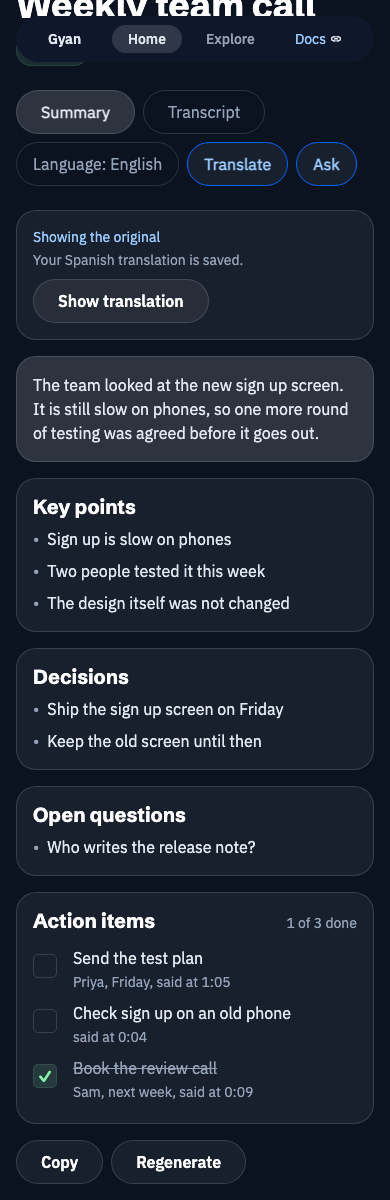 Weekly team call
Gyan
Home
Explore
Docs
Summary
Transcript
Language: English
Translate
Ask
Showing the original
Your Spanish translation is saved.
Show translation
The team looked at the new sign up screen.
It is still slow on phones, so one more round
of testing was agreed before it goes out.
Key points
• Sign up is slow on phones
• Two people tested it this week
• The design itself was not changed
Decisions
• Ship the sign up screen on Friday
• Keep the old screen until then
Open questions
• Who writes the release note?
Action items
1 of 3 done
Send the test plan
Priya, Friday, said at 1:05
Check sign up on an old phone
said at 0:04
Book the review call
Sam, next week, said at 0:09
Copy
Regenerate